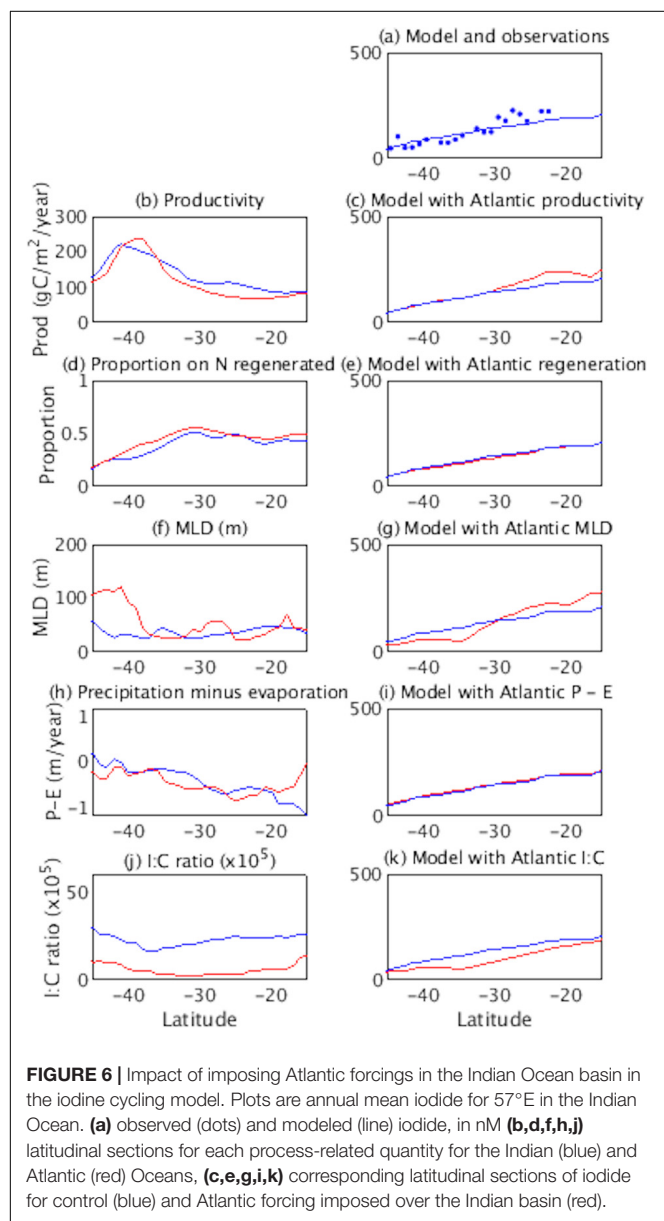 (a) Model and observations
500
0
-40
-30
-20
(b) Productivity
(c) Model with Atlantic productivity
Prod (gC/m²/year)
300
200
100
0
-40
-30
-20
500
0
-40
-30
-20
(d) Proportion on N regenerated
(e) Model with Atlantic regeneration
Proportion
1
0.5
0
-40
-30
-20
500
0
-40
-30
-20
(f) MLD (m)
(g) Model with Atlantic MLD
MLD (m)
200
100
0
-40
-30
-20
500
0
-40
-30
-20
(h) Precipitation minus evaporation
(i) Model with Atlantic P – E
P–E (m/year)
1
0
-1
-40
-30
-20
500
0
-40
-30
-20
(j) I:C ratio (x10⁵)
(k) Model with Atlantic I:C
I:C ratio (x10⁵)
50
0
-40
-30
-20
Latitude
500
0
-40
-30
-20
Latitude
FIGURE 6 | Impact of imposing Atlantic forcings in the Indian Ocean basin in
the iodine cycling model. Plots are annual mean iodide for 57°E in the Indian
Ocean. (a) observed (dots) and modeled (line) iodide, in nM (b,d,f,h,j)
latitudinal sections for each process-related quantity for the Indian (blue) and
Atlantic (red) Oceans, (c,e,g,i,k) corresponding latitudinal sections of iodide
for control (blue) and Atlantic forcing imposed over the Indian basin (red).